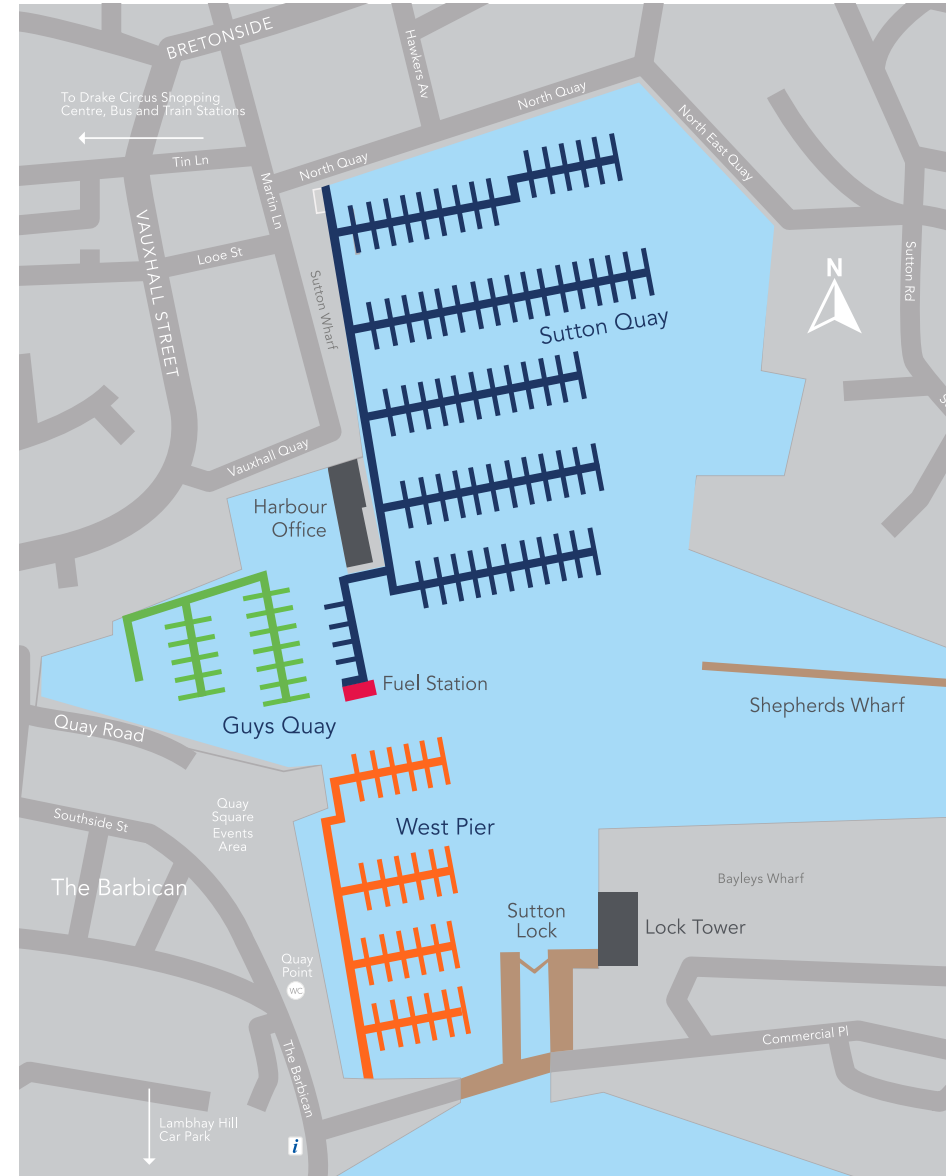 BRETONSIDE
Hawkers Av
To Drake Circus Shopping
Centre, Bus and Train Stations
North Quay
North East Quay
Tin Ln
North Quay
Martin Ln
VAUXHALL STREET
Looe St
Sutton Wharf
Sutton Rd
N
Sutton Quay
Vauxhall Quay
Harbour
Office
Fuel Station
Shepherds Wharf
Guys Quay
Quay Road
Quay
Square
Events
Area
Southside St
West Pier
The Barbican
Bayleys Wharf
Sutton
Lock
Lock Tower
Quay
Point
WC
Commercial Pl
The Barbican
Lambhay Hill
Car Park
i